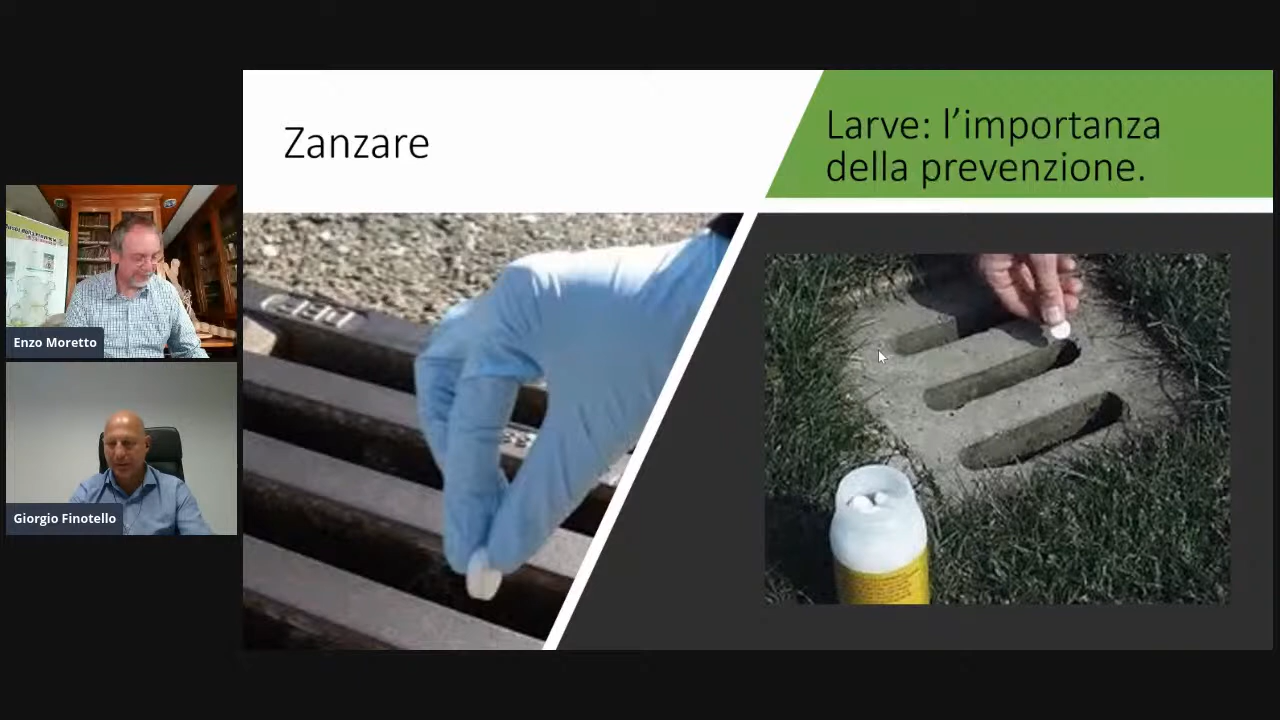 Zanzare
Larve: l'importanza
della prevenzione.
Enzo Moretto
Giorgio Finotello